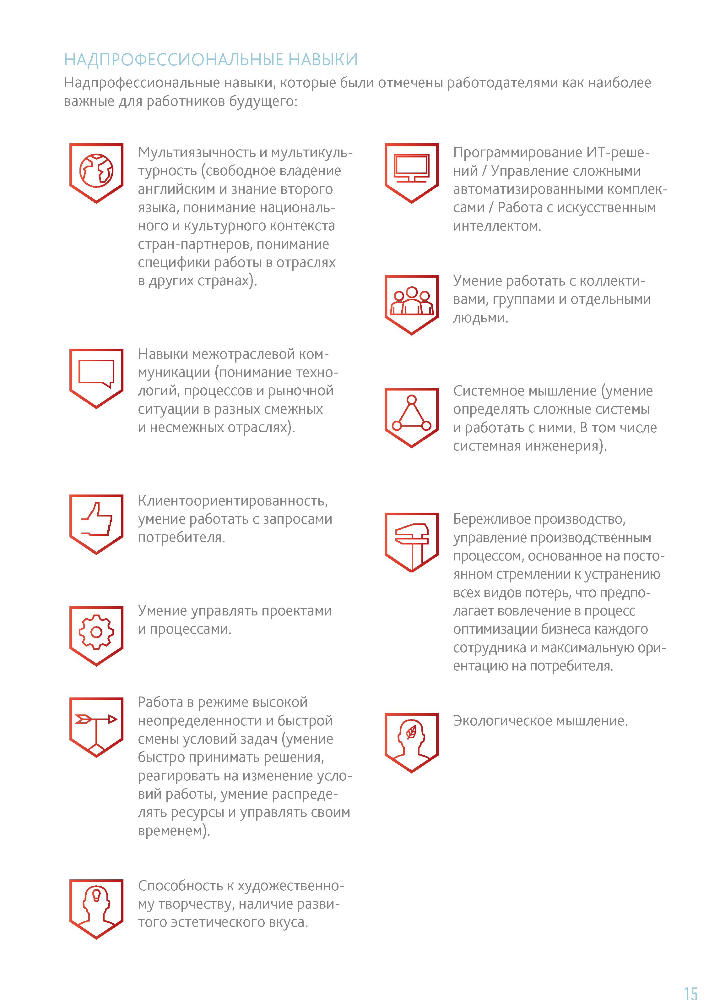 НАДПРОФЕССИОНАЛЬНЫЕ НАВЫКИ
Надпрофессиональные навыки, которые были отмечены работодателями как наиболее
важные для работников будущего:
Мультиязычность и мультикуль-
турность (свободное владение
английским и знание второго
языка, понимание националь-
ного и культурного контекста
стран-партнеров, понимание
специфики работы в отраслях
в других странах).
Навыки межотраслевой ком-
муникации (понимание техно-
логий, процессов и рыночной
ситуации в разных смежных
и несмежных отраслях).
Клиентоориентированность,
умение работать с запросами
потребителя.
Умение управлять проектами
и процессами.
Работа в режиме высокой
неопределенности и быстрой
смены условий задач (умение
быстро принимать решения,
реагировать на изменение усло-
вий работы, умение распреде-
лять ресурсы и управлять своим
временем).
Способность к художественно-
му творчеству, наличие разви-
того эстетического вкуса.
Программирование ИТ-реше-
ний / Управление сложными
автоматизированными комплек-
сами / Работа с искусственным
интеллектом.
Умение работать с коллекти-
вами, группами и отдельными
людьми.
Системное мышление (умение
определять сложные системы
и работать с ними. В том числе
системная инженерия).
Бережливое производство,
управление производственным
процессом, основанное на посто-
янном стремлении к устранению
всех видов потерь, что предпо-
лагает вовлечение в процесс
оптимизации бизнеса каждого
сотрудника и максимальную ори-
ентацию на потребителя.
Экологическое мышление.
15